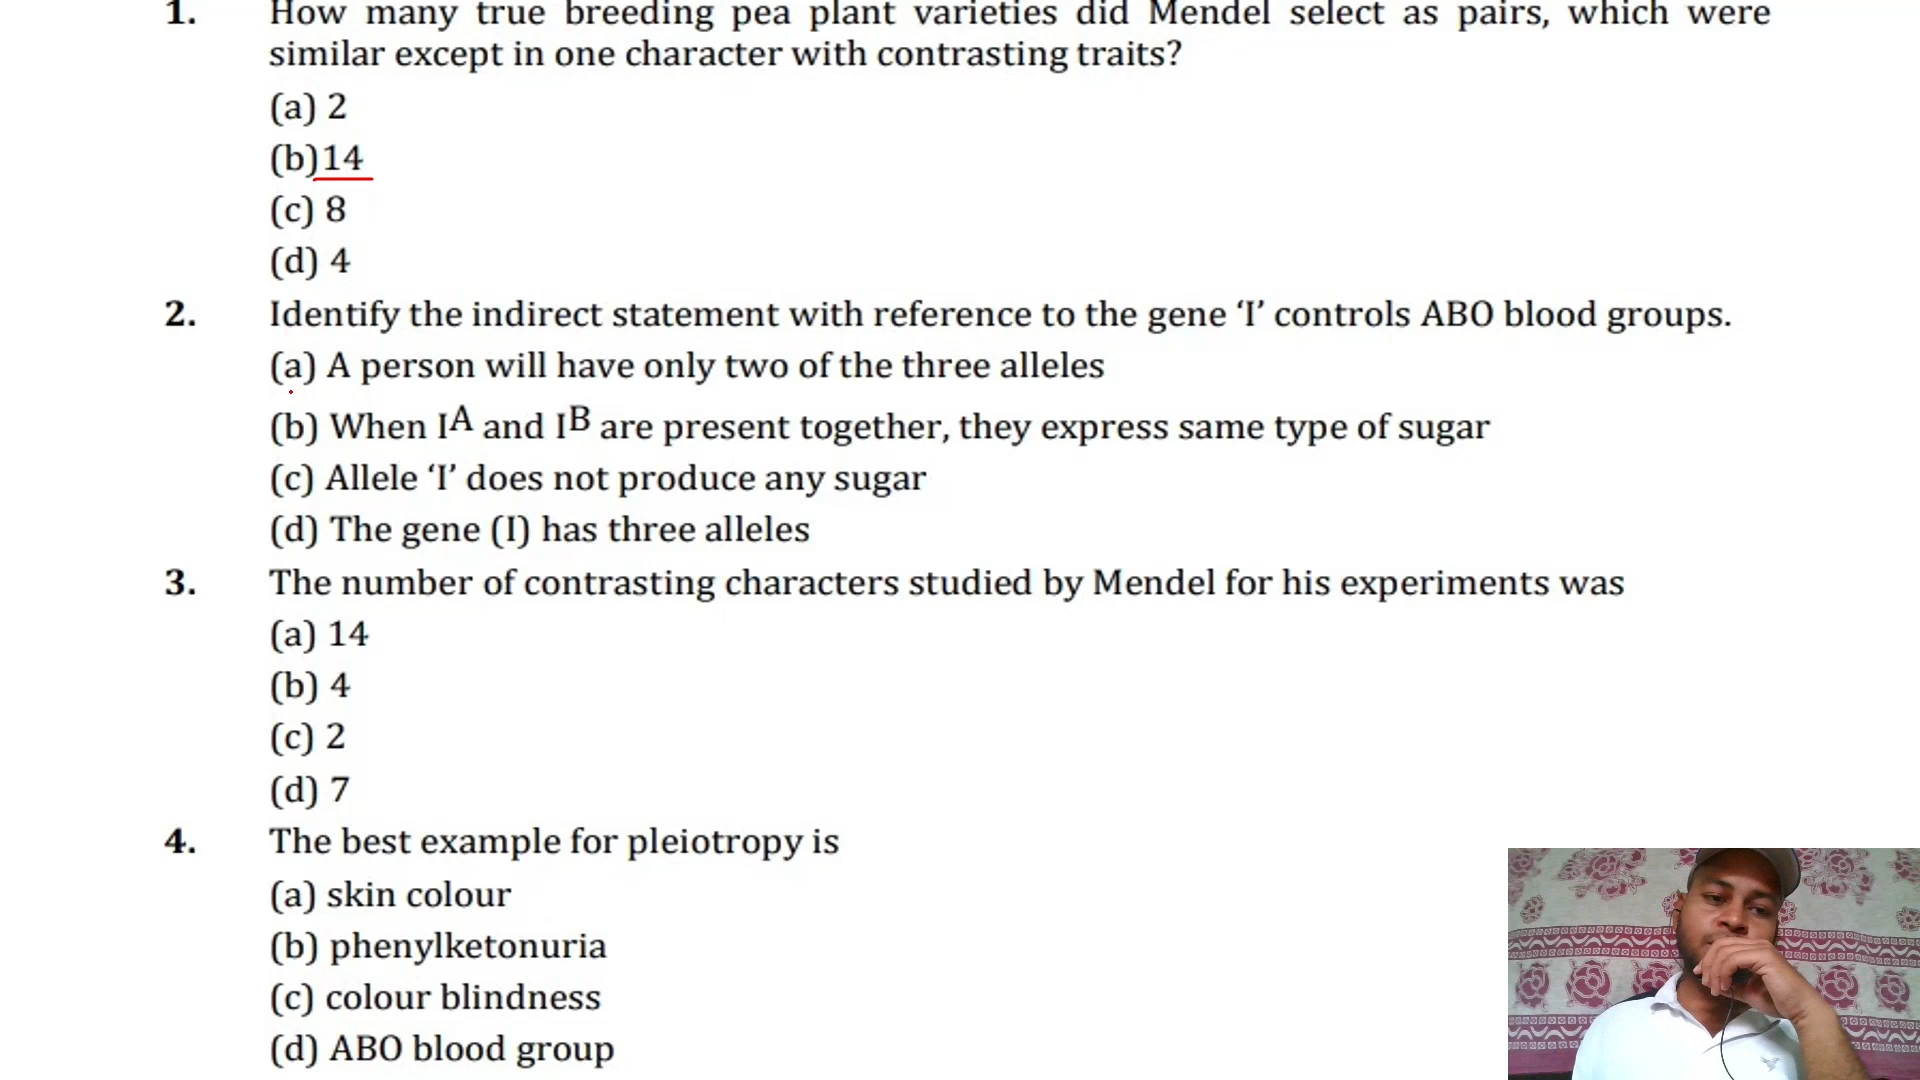 1. How many true breeding pea plant varieties did Mendel select as pairs, which were
similar except in one character with contrasting traits?
(a) 2
(b)14
(c) 8
(d) 4
2. Identify the indirect statement with reference to the gene ‘I’ controls ABO blood groups.
(a) A person will have only two of the three alleles
(b) When IA and IB are present together, they express same type of sugar
(c) Allele ‘I’ does not produce any sugar
(d) The gene (I) has three alleles
3. The number of contrasting characters studied by Mendel for his experiments was
(a) 14
(b) 4
(c) 2
(d) 7
4. The best example for pleiotropy is
(a) skin colour
(b) phenylketonuria
(c) colour blindness
(d) ABO blood group